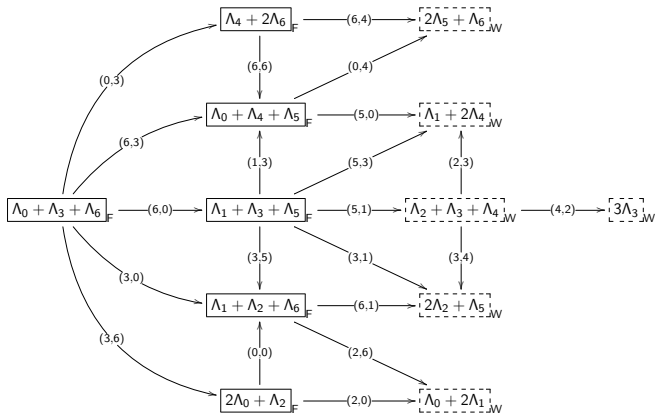 Λ₄ + 2Λ₆ F (6,4) 2Λ₅ + Λ₆ W
(0,3) (6,6) (0,4)
Λ₀ + Λ₄ + Λ₅ F (5,0) Λ₁ + 2Λ₄ W
(6,3) (1,3) (5,3) (2,3)
Λ₀ + Λ₃ + Λ₆ F (6,0) Λ₁ + Λ₃ + Λ₅ F (5,1) Λ₂ + Λ₃ + Λ₄ W (4,2) 3Λ₃ W
(3,0) (3,5) (3,1) (3,4)
Λ₁ + Λ₂ + Λ₆ F (6,1) 2Λ₂ + Λ₅ W
(3,6) (0,0) (2,6)
2Λ₀ + Λ₂ F (2,0) Λ₀ + 2Λ₁ W